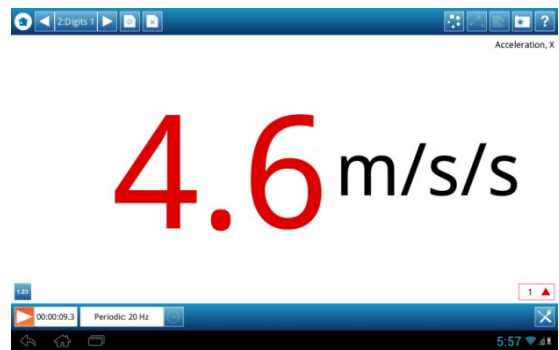 2:Digits 1
?
Acceleration, X
4.6 m/s/s
1.23
1
00:00:09.3 Periodic: 20 Hz
5:57